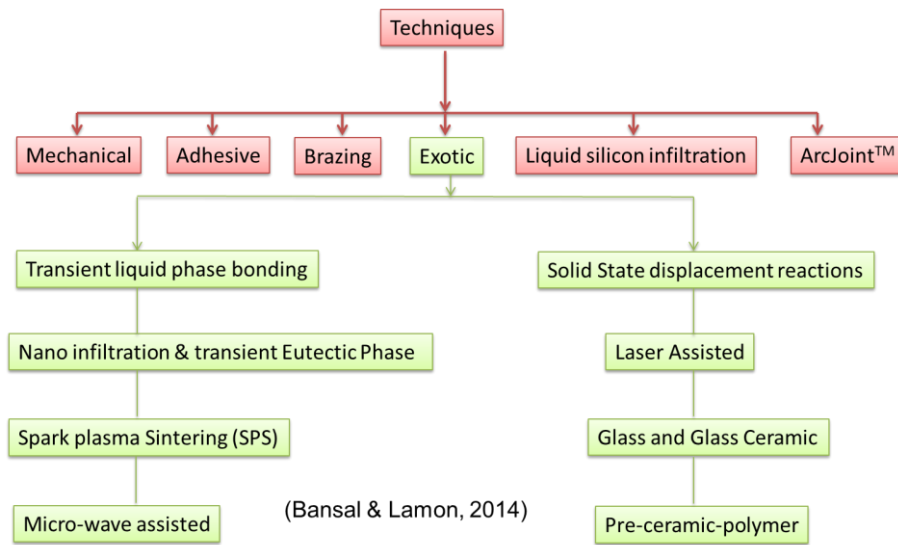 Techniques
Mechanical
Adhesive
Brazing
Exotic
Liquid silicon infiltration
ArcJoint™
Transient liquid phase bonding
Solid State displacement reactions
Nano infiltration & transient Eutectic Phase
Laser Assisted
Spark plasma Sintering (SPS)
Glass and Glass Ceramic
Micro-wave assisted
(Bansal & Lamon, 2014)
Pre-ceramic-polymer